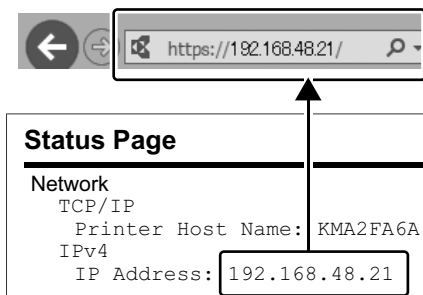 https://192.168.48.21/
Status Page
Network
TCP/IP
Printer Host Name: KMA2FA6A
IPv4
IP Address: 192.168.48.21